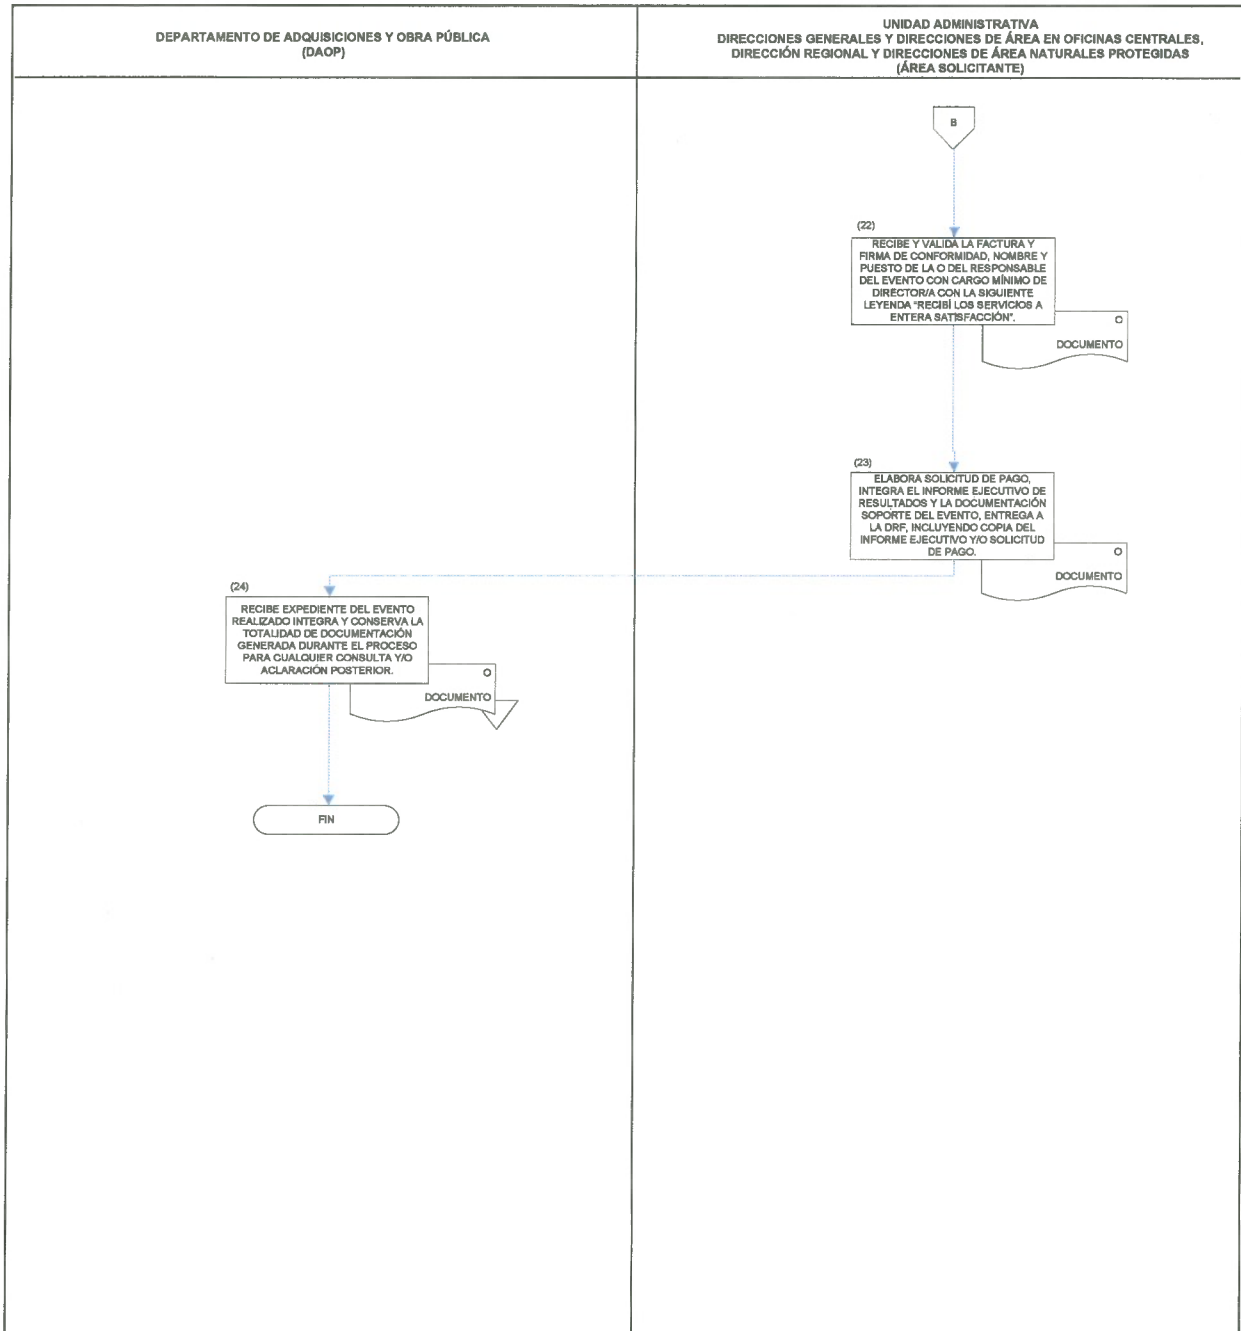 DEPARTAMENTO DE ADQUISICIONES Y OBRA PÚBLICA
(DAOP)
UNIDAD ADMINISTRATIVA
DIRECCIONES GENERALES Y DIRECCIONES DE ÁREA EN OFICINAS CENTRALES,
DIRECCIÓN REGIONAL Y DIRECCIONES DE ÁREA NATURALES PROTEGIDAS
(ÁREA SOLICITANTE)
B
(22)
RECIBE Y VALIDA LA FACTURA Y
FIRMA DE CONFORMIDAD, NOMBRE Y
PUESTO DE LA O DEL RESPONSABLE
DEL EVENTO CON CARGO MÍNIMO DE
DIRECTOR/A CON LA SIGUIENTE
LEYENDA "RECIBÍ LOS SERVICIOS A
ENTERA SATISFACCIÓN".
O
DOCUMENTO
(23)
ELABORA SOLICITUD DE PAGO,
INTEGRA EL INFORME EJECUTIVO DE
RESULTADOS Y LA DOCUMENTACIÓN
SOPORTE DEL EVENTO, ENTREGA A
LA DRF, INCLUYENDO COPIA DEL
INFORME EJECUTIVO Y/O SOLICITUD
DE PAGO.
O
DOCUMENTO
(24)
RECIBE EXPEDIENTE DEL EVENTO
REALIZADO INTEGRA Y CONSERVA LA
TOTALIDAD DE DOCUMENTACIÓN
GENERADA DURANTE EL PROCESO
PARA CUALQUIER CONSULTA Y/O
ACLARACIÓN POSTERIOR.
O
DOCUMENTO
FIN